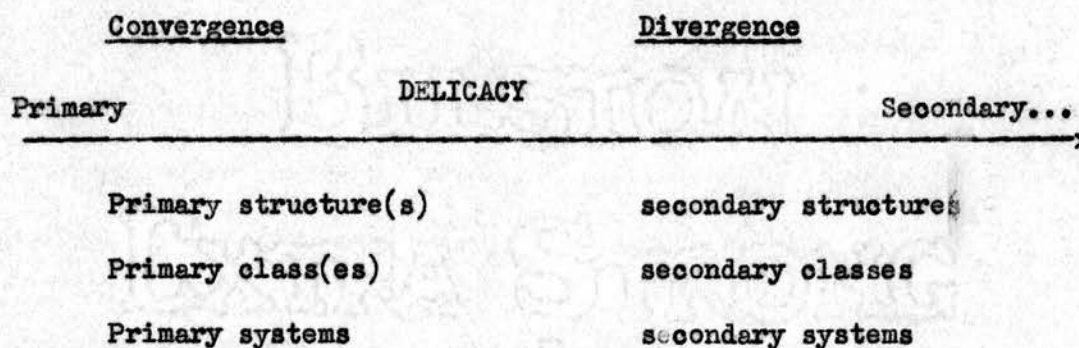 Convergence Divergence
DELICACY
Primary Secondary...
Primary structure(s) secondary structures
Primary class(es) secondary classes
Primary systems secondary systems